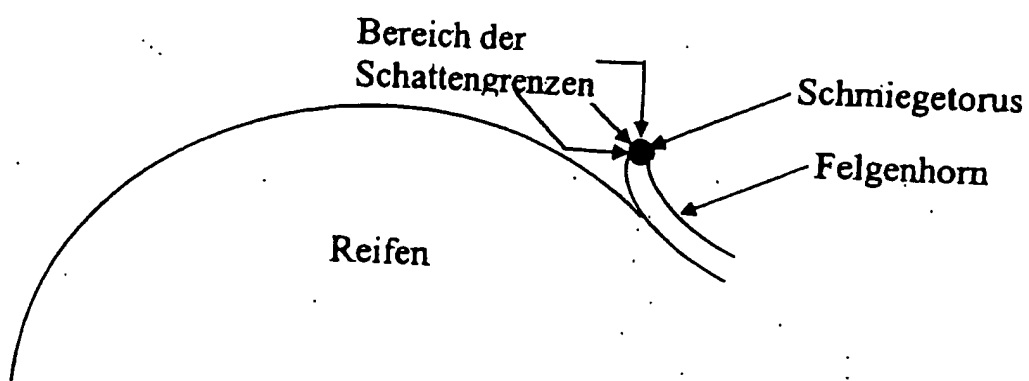 Bereich der
Schattengrenzen
Schmiegetorus
Felgenhorn
Reifen